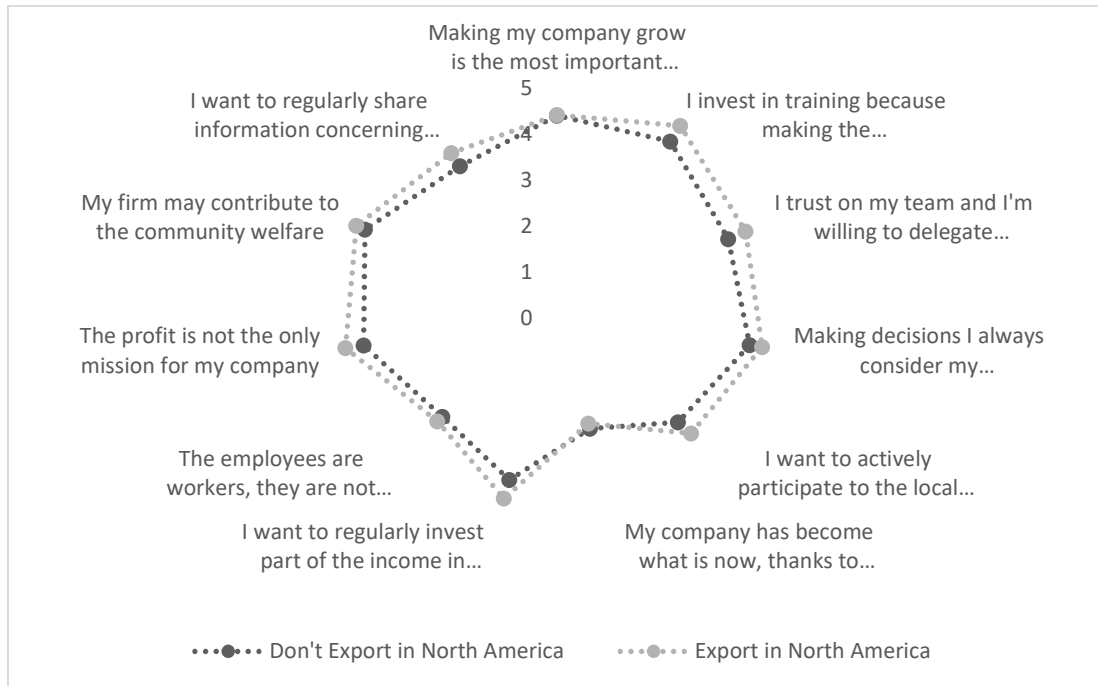 Making my company grow
is the most important…
5
I want to regularly share
information concerning…
I invest in training because
making the…
4
3
My firm may contribute to
the community welfare
I trust on my team and I'm
willing to delegate…
2
1
0
The profit is not the only
mission for my company
Making decisions I always
consider my…
The employees are
workers, they are not…
I want to actively
participate to the local…
I want to regularly invest
part of the income in…
My company has become
what is now, thanks to…
Don't Export in North America
Export in North America